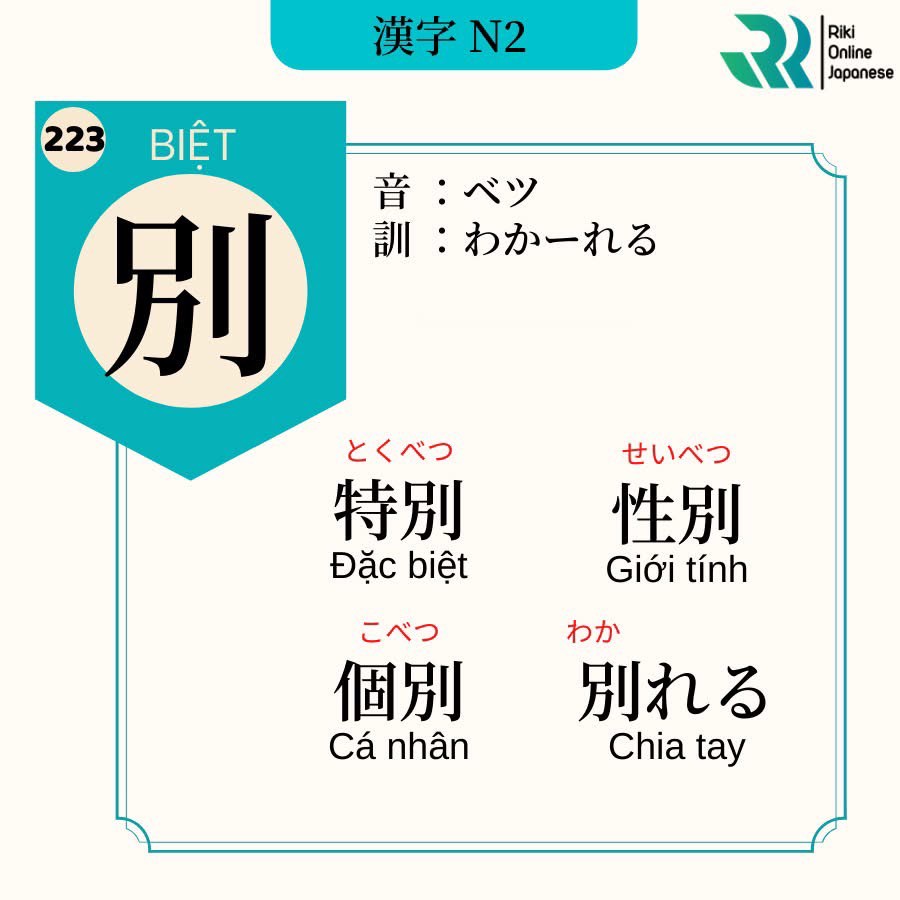 漢字 N2
Riki
Online
Japanese
223
BIỆT
別
音 ：ベツ
訓 ：わかーれる
とくべつ
特別
Đặc biệt
せいべつ
性別
Giới tính
こべつ
個別
Cá nhân
わか
別れる
Chia tay